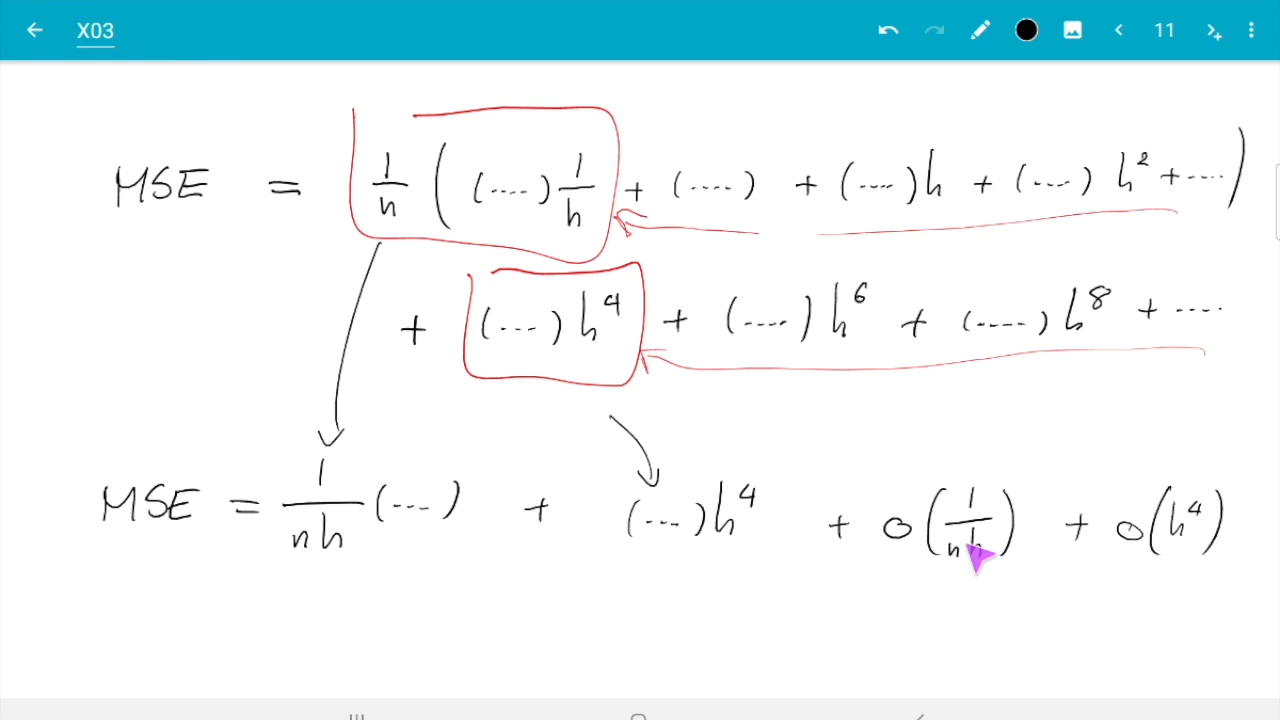 X03 11
MSE = 1/n ( (....) 1/h + (....) + (....) h + (....) h² + .... )
+ (...) h⁴ + (....) h⁶ + (....) h⁸ + ....
MSE = 1/nh (...) + (...) h⁴ + o(1/nh) + o(h⁴)